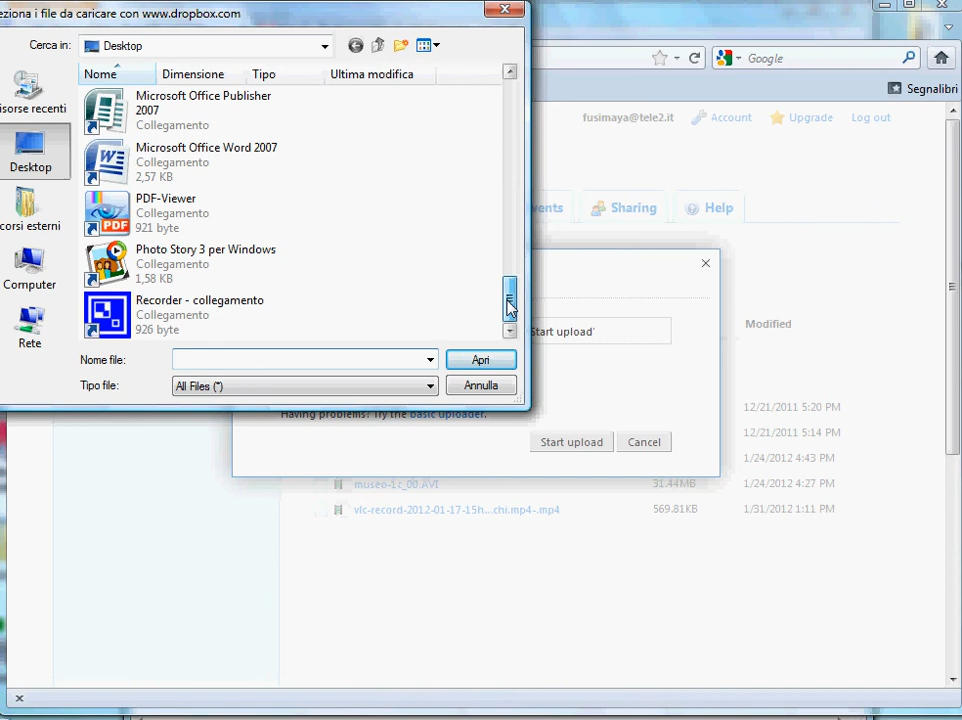 eziona i file da caricare con www.dropbox.com
Cerca in: Desktop
Nome Dimensione Tipo Ultima modifica
Microsoft Office Publisher
2007
Collegamento
Microsoft Office Word 2007
Collegamento
2,57 KB
PDF-Viewer
Collegamento
921 byte
PDF
Photo Story 3 per Windows
Collegamento
1,58 KB
Recorder - collegamento
Collegamento
926 byte
isorse recenti
Desktop
corsi esterni
Computer
Rete
Nome file:
Apri
Tipo file: All Files (*)
Annulla
Google
Segnalibri
fusimaya@tele2.it Account Upgrade Log out
vents Sharing Help
Start upload'
Modified
Having problems? Try the basic uploader.
Start upload Cancel
12/21/2011 5:20 PM
12/21/2011 5:14 PM
1/24/2012 4:43 PM
museo-1c_00.AVI 31.44MB 1/24/2012 4:27 PM
vlc-record-2012-01-17-15h...chi.mp4-.mp4 569.81KB 1/31/2012 1:11 PM